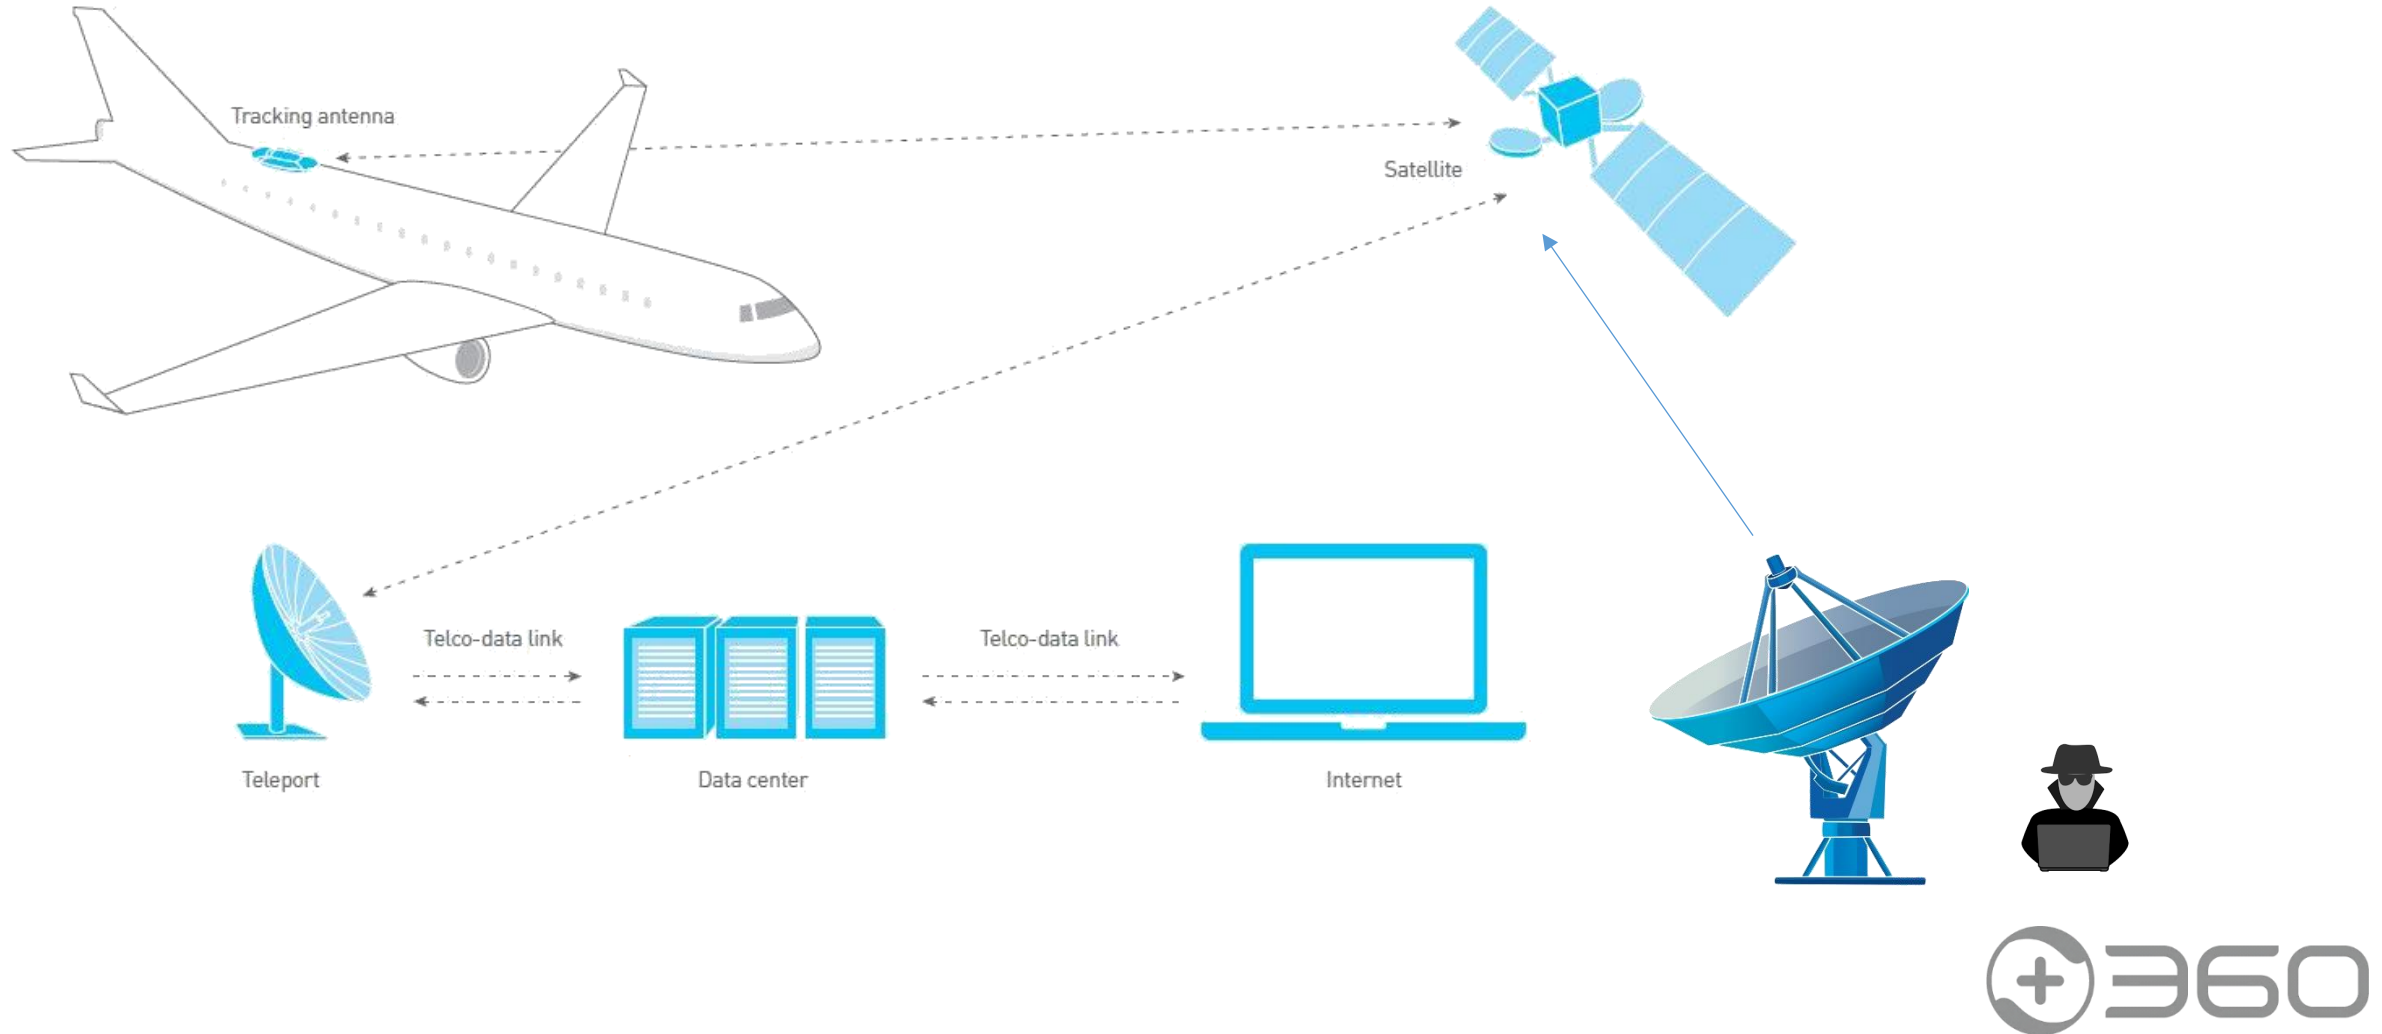 Tracking antenna
Satellite
Telco-data link
Telco-data link
Teleport
Data center
Internet
360